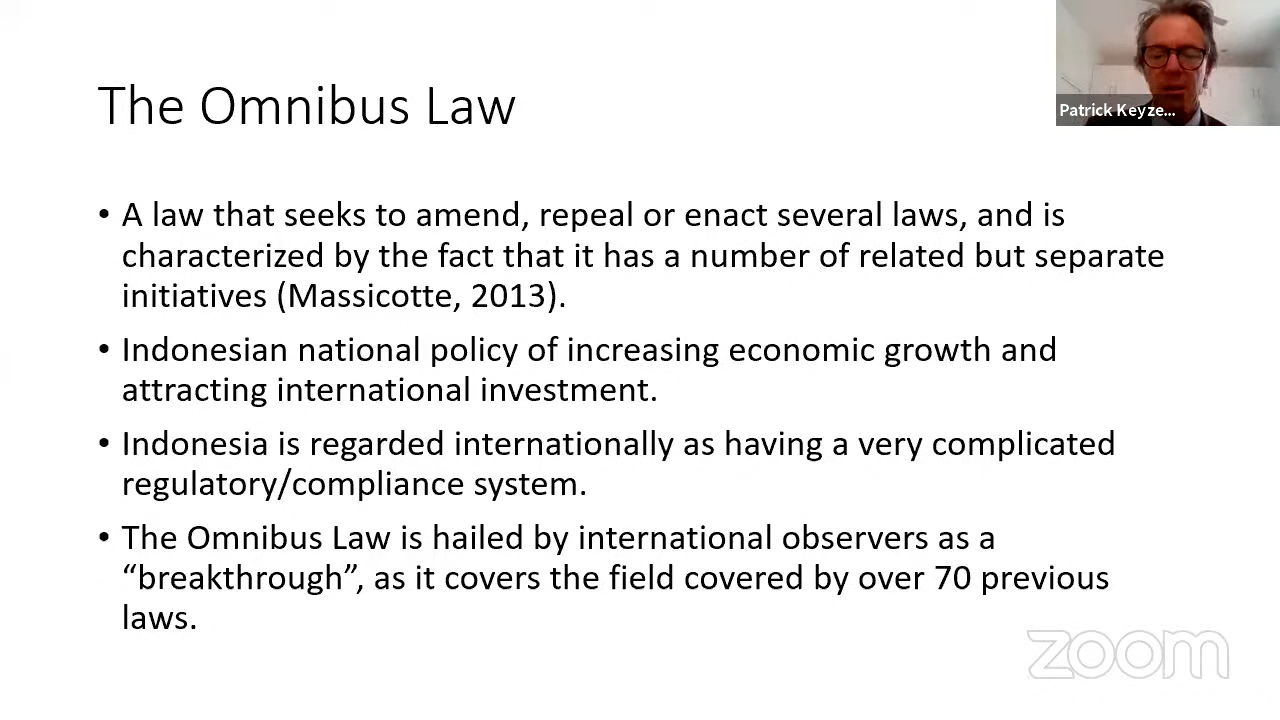 The Omnibus Law
Patrick Keyze...
• A law that seeks to amend, repeal or enact several laws, and is
characterized by the fact that it has a number of related but separate
initiatives (Massicotte, 2013).
• Indonesian national policy of increasing economic growth and
attracting international investment.
• Indonesia is regarded internationally as having a very complicated
regulatory/compliance system.
• The Omnibus Law is hailed by international observers as a
“breakthrough”, as it covers the field covered by over 70 previous
laws.
zoom